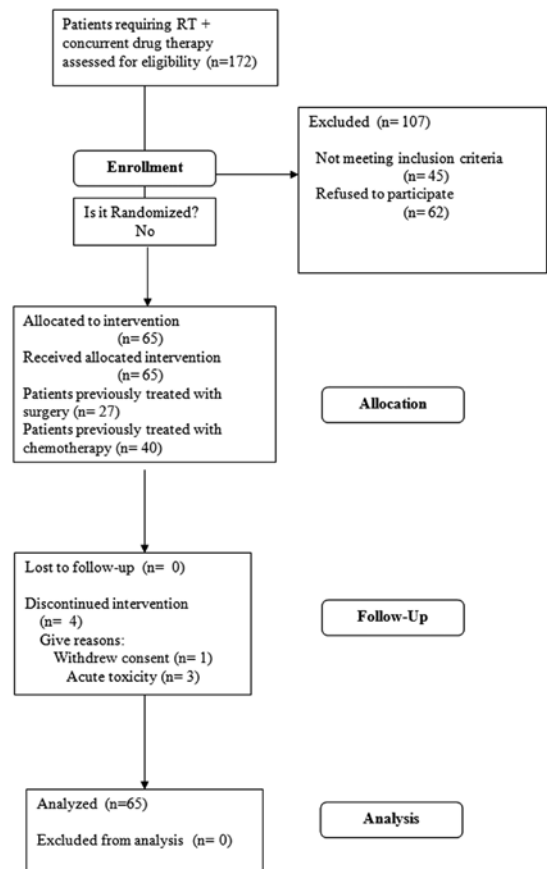 Patients requiring RT +
concurrent drug therapy
assessed for eligibility (n=172)
Excluded (n= 107)
Not meeting inclusion criteria
(n= 45)
Refused to participate
(n= 62)
Enrollment
Is it Randomized?
No
Allocated to intervention
(n= 65)
Received allocated intervention
(n= 65)
Patients previously treated with
surgery (n= 27)
Patients previously treated with
chemotherapy (n= 40)
Allocation
Lost to follow-up (n= 0)
Discontinued intervention
(n= 4)
Give reasons:
Withdrew consent (n= 1)
Acute toxicity (n= 3)
Follow-Up
Analyzed (n=65)
Excluded from analysis (n= 0)
Analysis